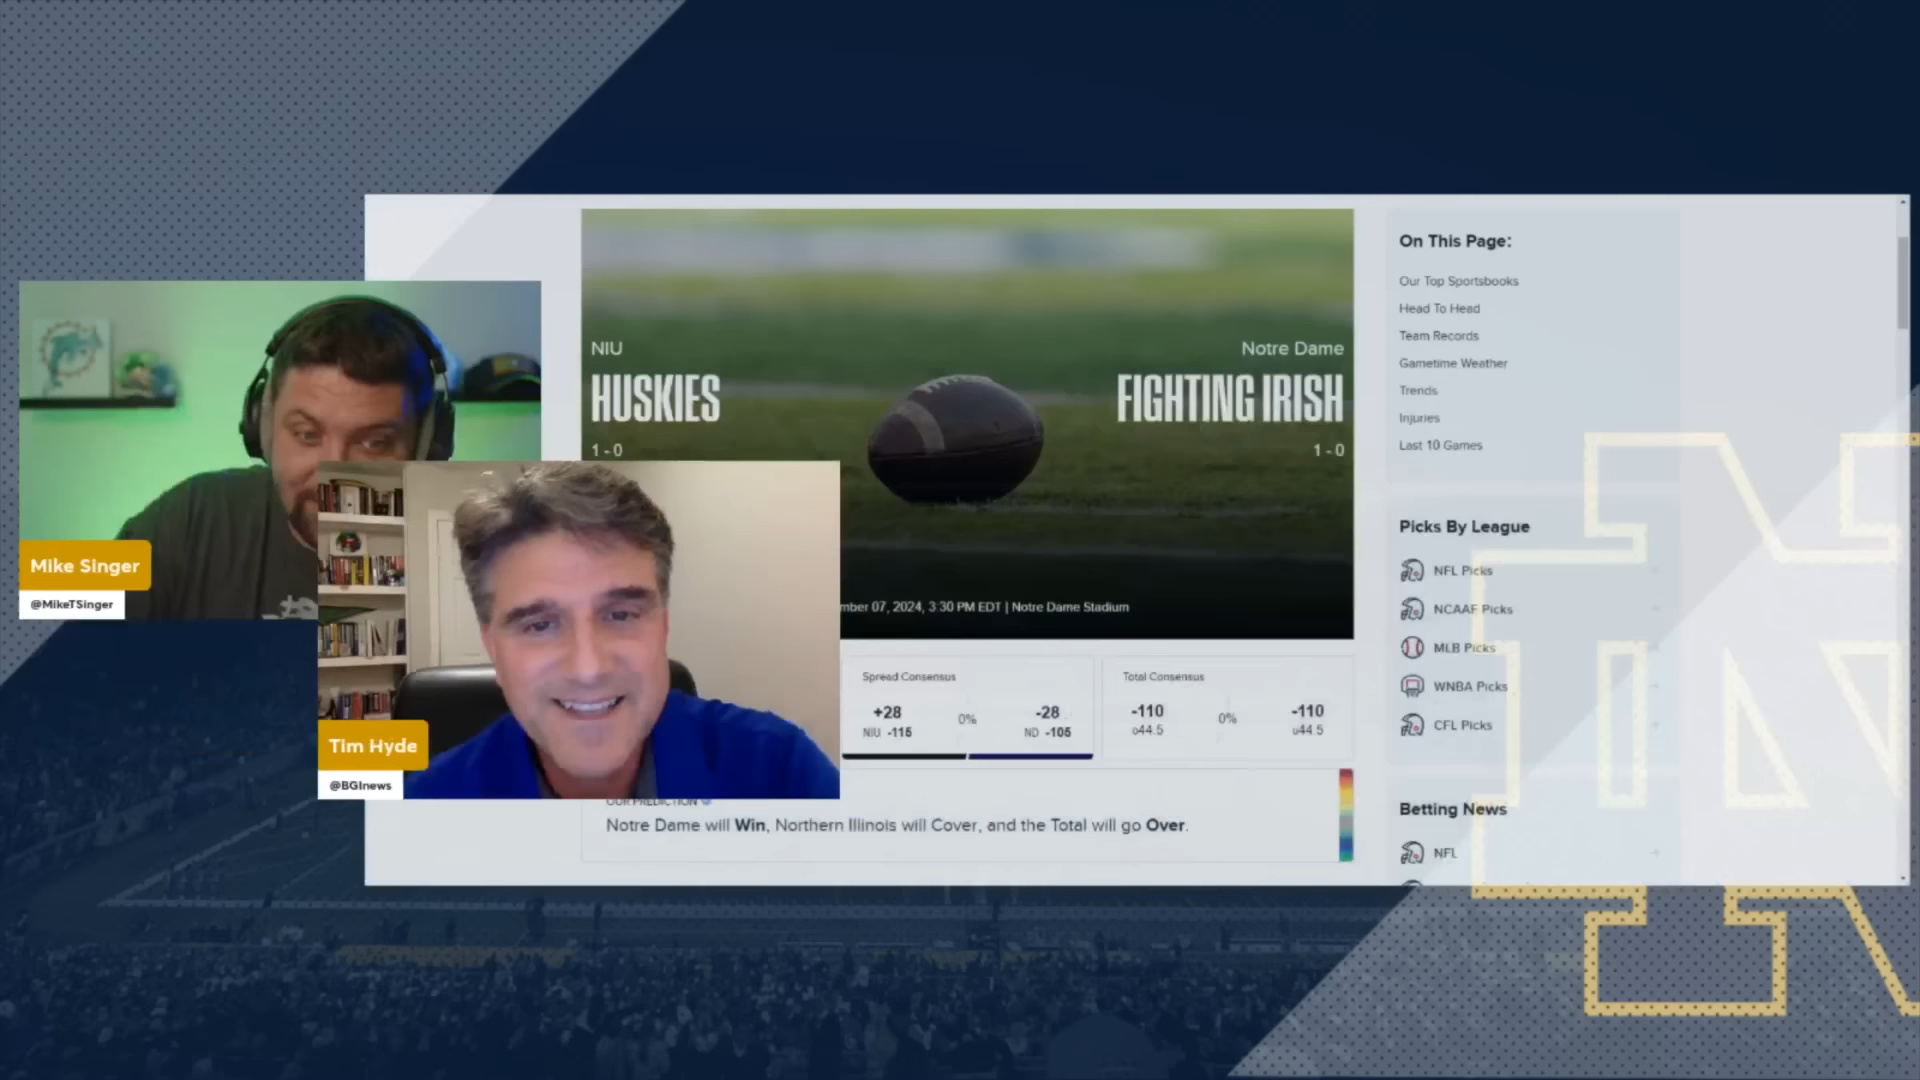 NIU
HUSKIES
1 - 0
Notre Dame
FIGHTING IRISH
1 - 0
07, 2024, 3:30 PM EDT | Notre Dame Stadium
Spread Consensus
+28
NIU -115
0%
-28
ND -105
Total Consensus
-110
o44.5
0%
-110
u44.5
OUR PREDICTION
Notre Dame will Win, Northern Illinois will Cover, and the Total will go Over.
On This Page:
Our Top Sportsbooks
Head To Head
Team Records
Gametime Weather
Trends
Injuries
Last 10 Games
Picks By League
NFL Picks
NCAAF Picks
MLB Picks
WNBA Picks
CFL Picks
Betting News
NFL
Mike Singer
@MikeTSinger
Tim Hyde
@BGInews